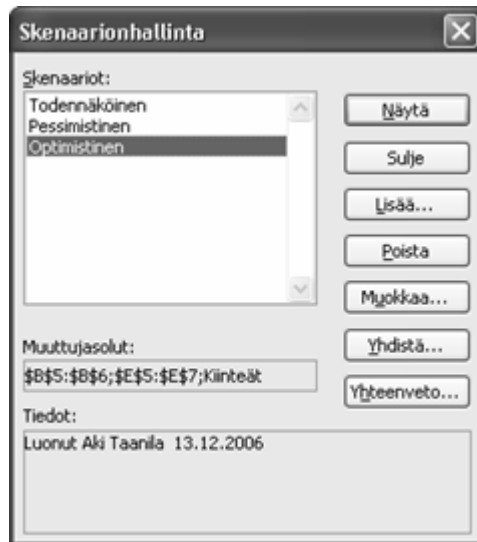 Skenaarionhallinta
Skenaariot:
Todennäköinen
Pessimistinen
Optimistinen
Näytä
Sulje
Lisää...
Poista
Muokkaa...
Yhdistä...
Yhteenveto...
Muuttujasolut:
$B$5:$B$6;$E$5:$E$7;Kiinteät
Tiedot:
Luonut Aki Taanila 13.12.2006